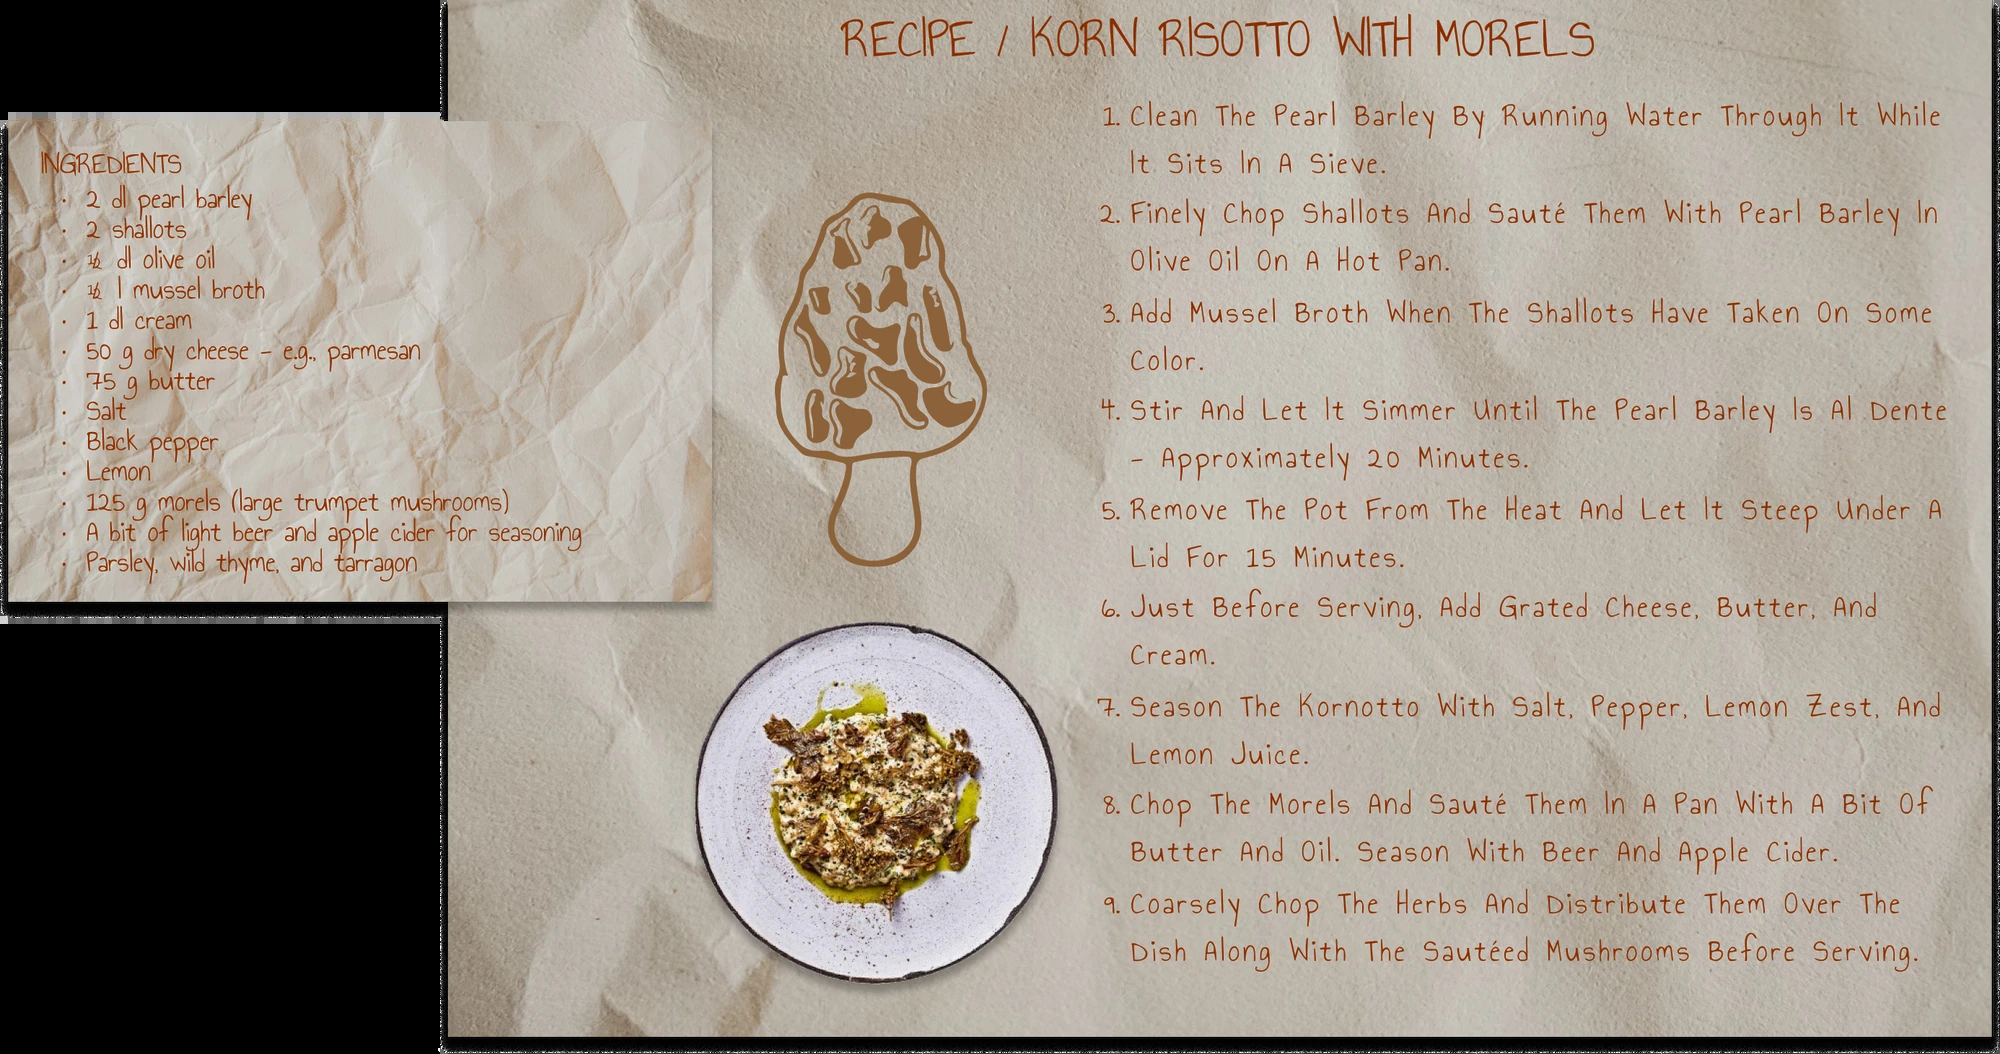 RECIPE / KORN RISOTTO WITH MORELS
INGREDIENTS
· 2 dl pearl barley
· 2 shallots
· ½ dl olive oil
· ½ l mussel broth
· 1 dl cream
· 50 g dry cheese - e.g., parmesan
· 75 g butter
· Salt
· Black pepper
· Lemon
· 125 g morels (large trumpet mushrooms)
· A bit of light beer and apple cider for seasoning
· Parsley, wild thyme, and tarragon
1. Clean The Pearl Barley By Running Water Through It While
It Sits In A Sieve.
2. Finely Chop Shallots And Sauté Them With Pearl Barley In
Olive Oil On A Hot Pan.
3. Add Mussel Broth When The Shallots Have Taken On Some
Color.
4. Stir And Let It Simmer Until The Pearl Barley Is Al Dente
- Approximately 20 Minutes.
5. Remove The Pot From The Heat And Let It Steep Under A
Lid For 15 Minutes.
6. Just Before Serving, Add Grated Cheese, Butter, And
Cream.
7. Season The Kornotto With Salt, Pepper, Lemon Zest, And
Lemon Juice.
8. Chop The Morels And Sauté Them In A Pan With A Bit Of
Butter And Oil. Season With Beer And Apple Cider.
9. Coarsely Chop The Herbs And Distribute Them Over The
Dish Along With The Sautéed Mushrooms Before Serving.